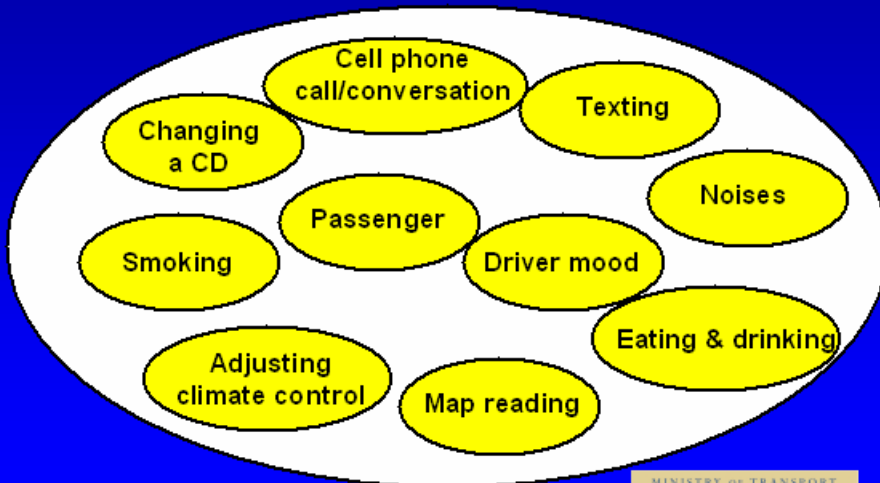 Cell phone
call/conversation
Texting
Changing
a CD
Noises
Passenger
Smoking
Driver mood
Eating & drinking
Adjusting
climate control
Map reading
MINISTRY OF TRANSPORT